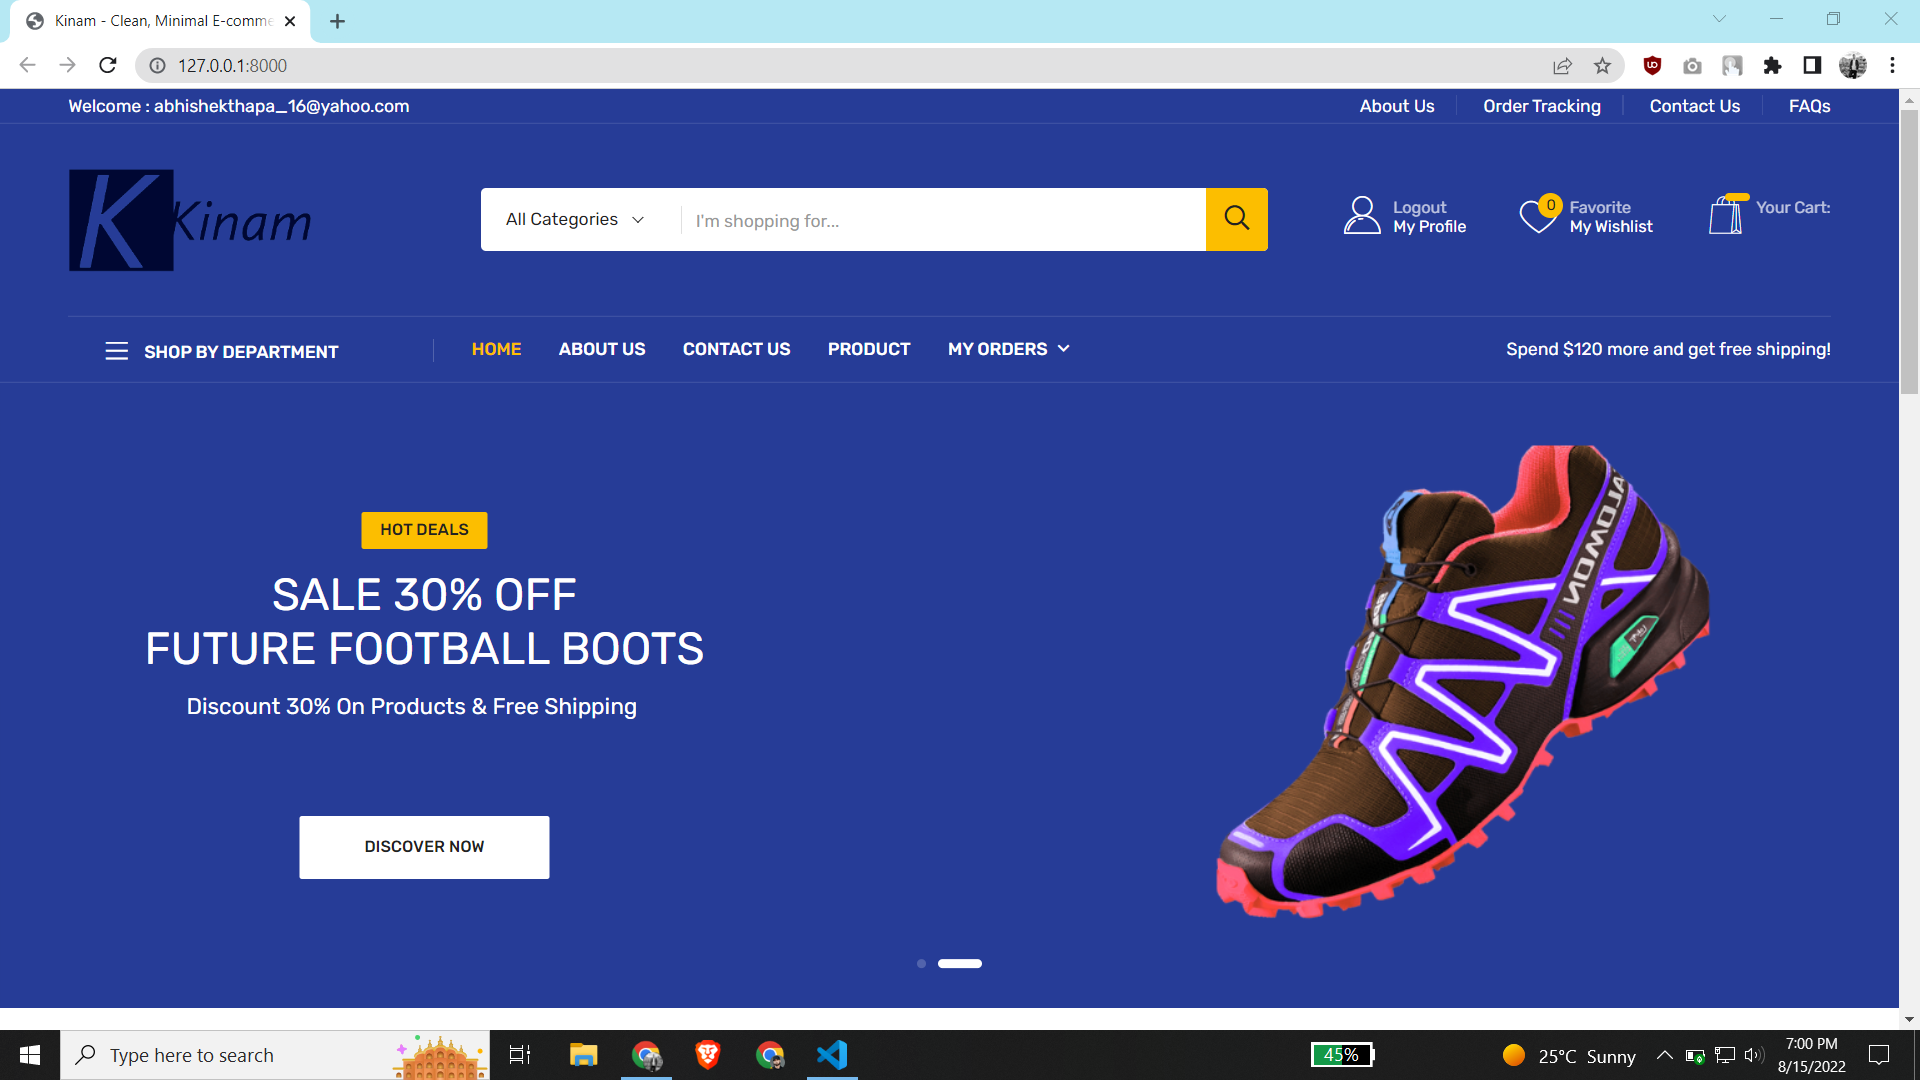 Kinam - Clean, Minimal E-comme
127.0.0.1:8000
Welcome : abhishekthapa_16@yahoo.com
About Us
Order Tracking
Contact Us
FAQs
K
Kinam
All Categories
I'm shopping for...
Logout
My Profile
0
Favorite
My Wishlist
Your Cart:
SHOP BY DEPARTMENT
HOME
ABOUT US
CONTACT US
PRODUCT
MY ORDERS
Spend $120 more and get free shipping!
HOT DEALS
SALE 30% OFF
FUTURE FOOTBALL BOOTS
Discount 30% On Products & Free Shipping
DISCOVER NOW
SALOMON
Type here to search
45%
25°C Sunny
7:00 PM
8/15/2022